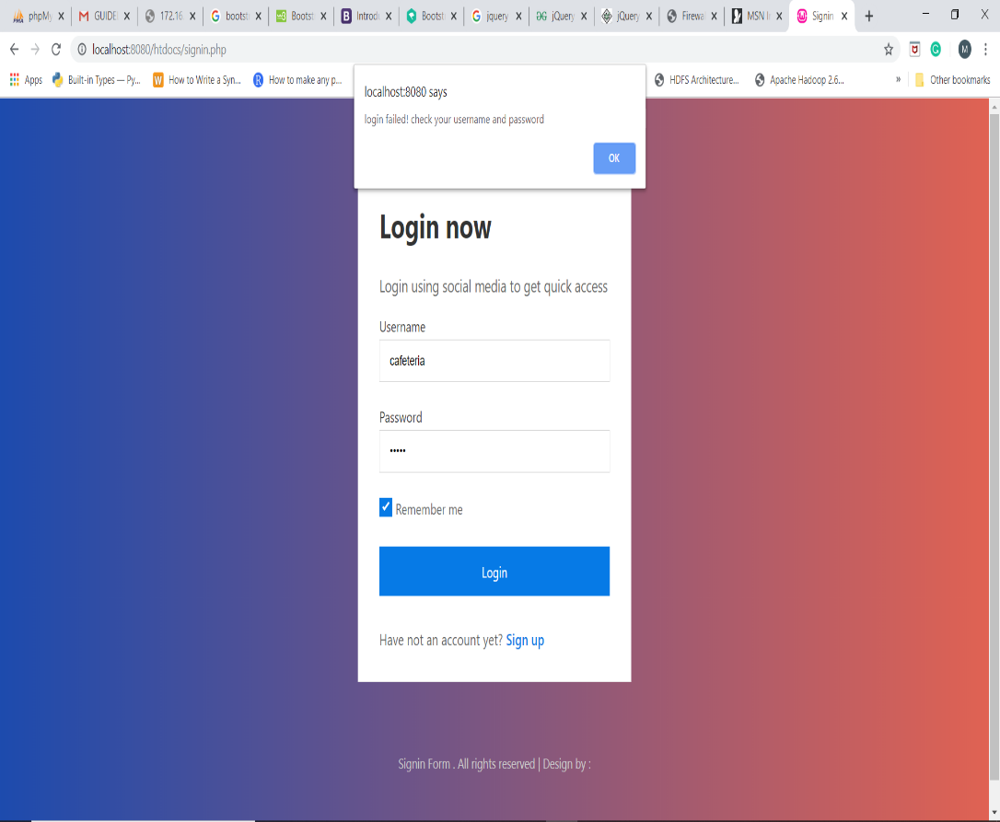 phpMy
GUIDE
172.16
bootst
Bootst
Introdu
Bootst
jquery
jQuery
jQuery
Firewa
MSN I
Signin
localhost:8080/htdocs/signin.php
M
Apps
Built-in Types — Py...
How to Write a Syn...
How to make any p...
HDFS Architecture...
Apache Hadoop 2.6...
»
Other bookmarks
localhost:8080 says
login failed! check your username and password
OK
Login now
Login using social media to get quick access
Username
cafeteria
Password
•••••
Remember me
Login
Have not an account yet? Sign up
Signin Form . All rights reserved | Design by :